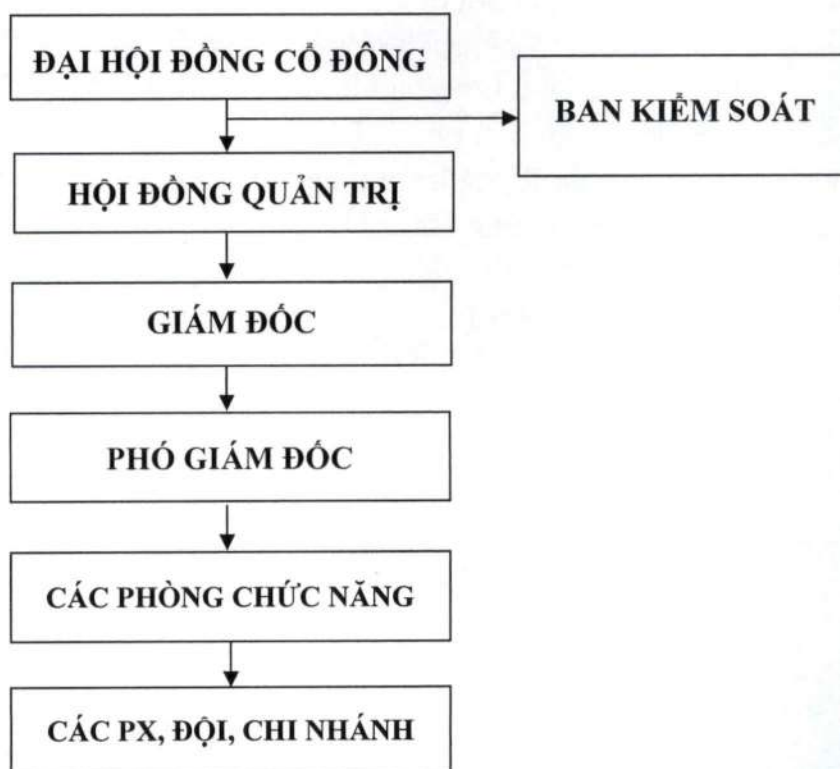 ĐẠI HỘI ĐỒNG CỔ ĐÔNG
BAN KIỂM SOÁT
HỘI ĐỒNG QUẢN TRỊ
GIÁM ĐỐC
PHÓ GIÁM ĐỐC
CÁC PHÒNG CHỨC NĂNG
CÁC PX, ĐỘI, CHI NHÁNH